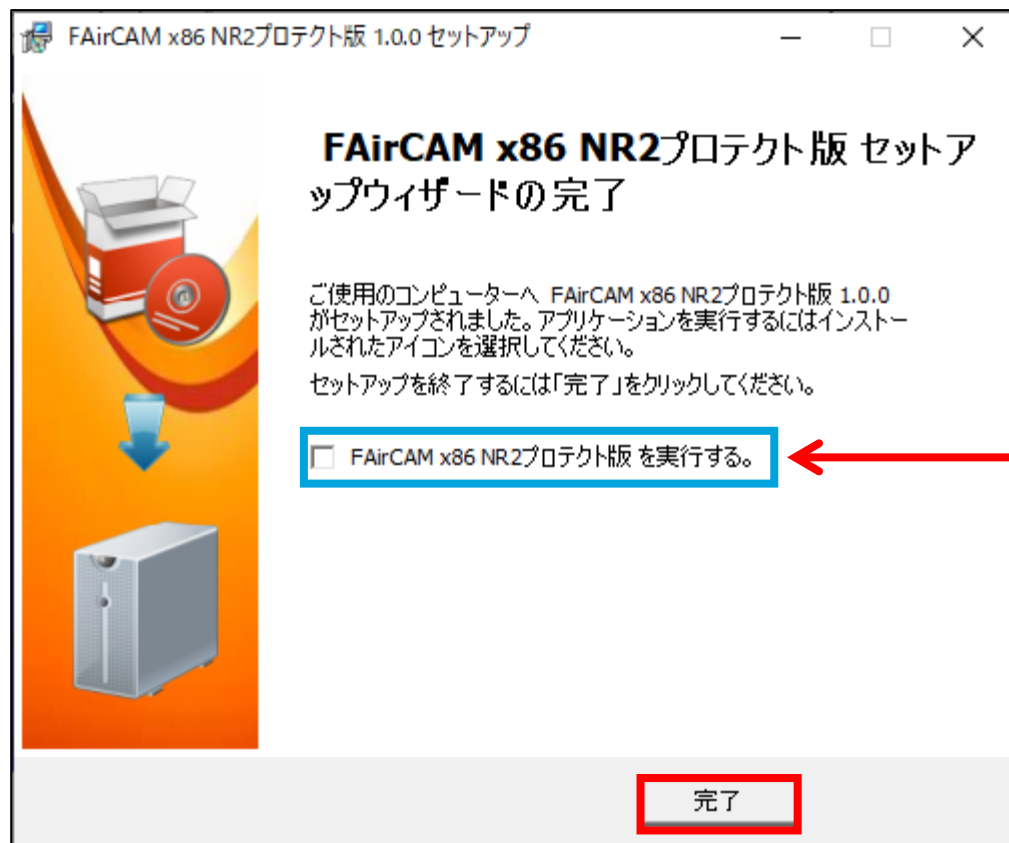 FAirCAM x86 NR2プロテクト版 1.0.0 セットアップ
FAirCAM x86 NR2プロテクト版 セットア
ップウィザードの完了
ご使用のコンピューターへ FAirCAM x86 NR2プロテクト版 1.0.0
がセットアップされました。アプリケーションを実行するにはインストー
ルされたアイコンを選択してください。
セットアップを終了するには「完了」をクリックしてください。
FAirCAM x86 NR2プロテクト版 を実行する。
完了